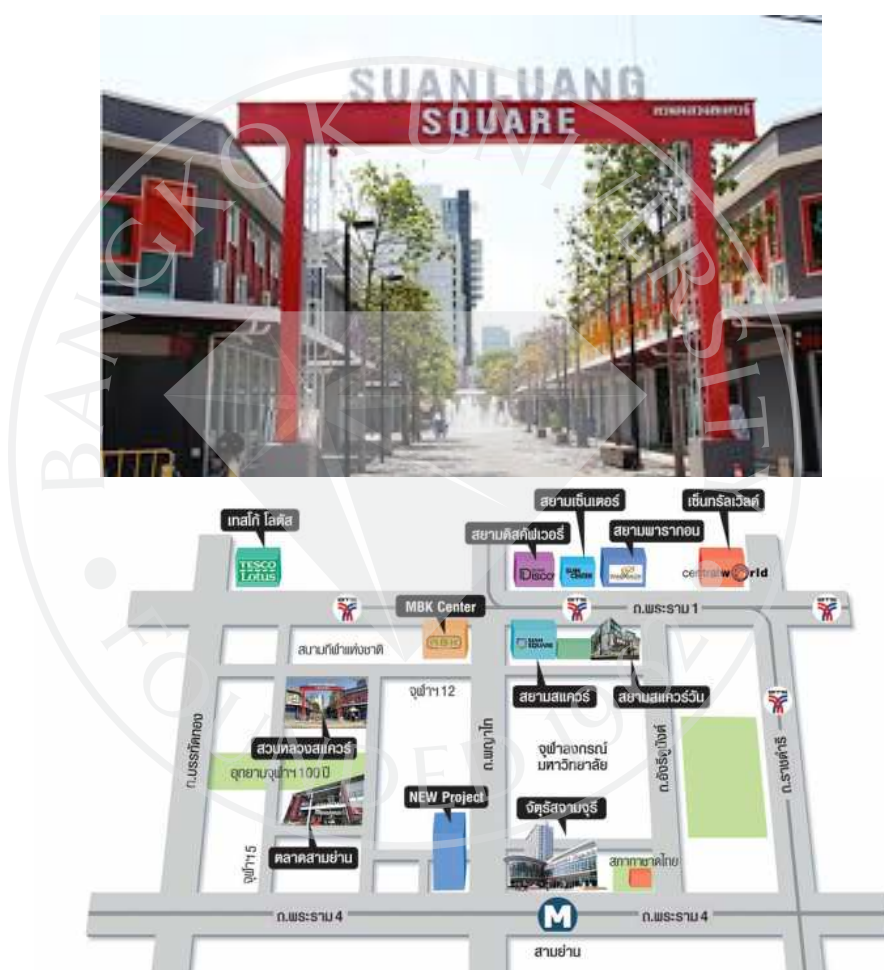 SUANLUANG
SQUARE
สวนหลวงสแควร์
BANGKOK UNIVERSITY
FOUNDED 1962
เทสโก้ โลตัส
TESCO
Lotus
สยามเซ็นเตอร์
สยามดิสคัฟเวอรี่
สยามพารากอน
เซ็นทรัลเวิลด์
DISCO
SIAM
CENTER
centralwOrld
BTS
BTS
BTS
BTS
ถ.พระราม 1
MBK Center
MBK
สนามกีฬาแห่งชาติ
SIAM
SQUARE
สยามสแควร์
สยามสแควร์วัน
จุฬาฯ 12
ถ.บรรทัดทอง
สวนหลวงสแควร์
อุทยานจุฬาฯ 100 ปี
ถ.พญาไท
จุฬาลงกรณ์
มหาวิทยาลัย
ถ.อังรีดูนังต์
ถ.ราชดำริ
NEW Project
จัตุรัสจามจุรี
จุฬาฯ 5
ตลาดสามย่าน
สภากาชาดไทย
ถ.พระราม 4
M
ถ.พระราม 4
สามย่าน